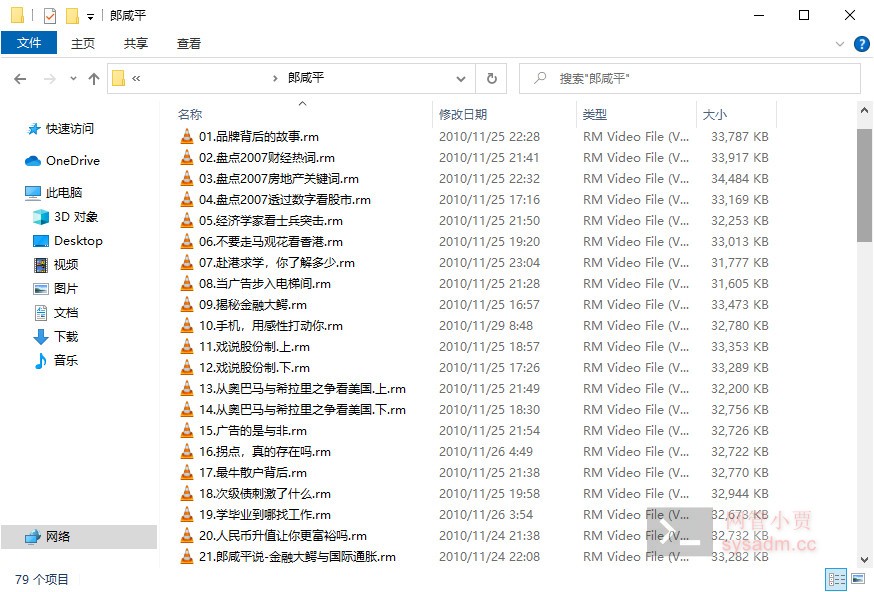 郎咸平
文件 主页 共享 查看
« › 郎咸平 搜索"郎咸平"
名称 修改日期 类型 大小
快速访问
OneDrive
此电脑
3D 对象
Desktop
视频
图片
文档
下载
音乐
网络
01.品牌背后的故事.rm 2010/11/25 22:28 RM Video File (V... 33,787 KB
02.盘点2007财经热词.rm 2010/11/25 21:41 RM Video File (V... 33,917 KB
03.盘点2007房地产关键词.rm 2010/11/25 22:32 RM Video File (V... 34,484 KB
04.盘点2007透过数字看股市.rm 2010/11/25 17:16 RM Video File (V... 33,169 KB
05.经济学家看士兵突击.rm 2010/11/25 21:50 RM Video File (V... 32,253 KB
06.不要走马观花看香港.rm 2010/11/25 19:20 RM Video File (V... 33,013 KB
07.赴港求学，你了解多少.rm 2010/11/25 23:04 RM Video File (V... 31,777 KB
08.当广告步入电梯间.rm 2010/11/25 21:28 RM Video File (V... 31,605 KB
09.揭秘金融大鳄.rm 2010/11/25 16:57 RM Video File (V... 33,473 KB
10.手机，用感性打动你.rm 2010/11/29 8:48 RM Video File (V... 32,780 KB
11.戏说股份制.上.rm 2010/11/25 18:57 RM Video File (V... 33,353 KB
12.戏说股份制.下.rm 2010/11/25 17:26 RM Video File (V... 33,289 KB
13.从奥巴马与希拉里之争看美国.上.rm 2010/11/25 21:49 RM Video File (V... 32,200 KB
14.从奥巴马与希拉里之争看美国.下.rm 2010/11/25 18:30 RM Video File (V... 32,756 KB
15.广告的是与非.rm 2010/11/25 21:54 RM Video File (V... 32,726 KB
16.拐点，真的存在吗.rm 2010/11/26 4:49 RM Video File (V... 32,722 KB
17.最牛散户背后.rm 2010/11/25 21:38 RM Video File (V... 32,770 KB
18.次级债刺激了什么.rm 2010/11/25 19:58 RM Video File (V... 32,944 KB
19.学毕业到哪找工作.rm 2010/11/26 3:54 RM Video File (V... 32,673 KB
20.人民币升值让你更富裕吗.rm 2010/11/24 21:38 RM Video File (V... 32,732 KB
21.郎咸平说-金融大鳄与国际通胀.rm 2010/11/24 22:08 RM Video File (V... 33,282 KB
网管小贾
sysadm.cc
79 个项目